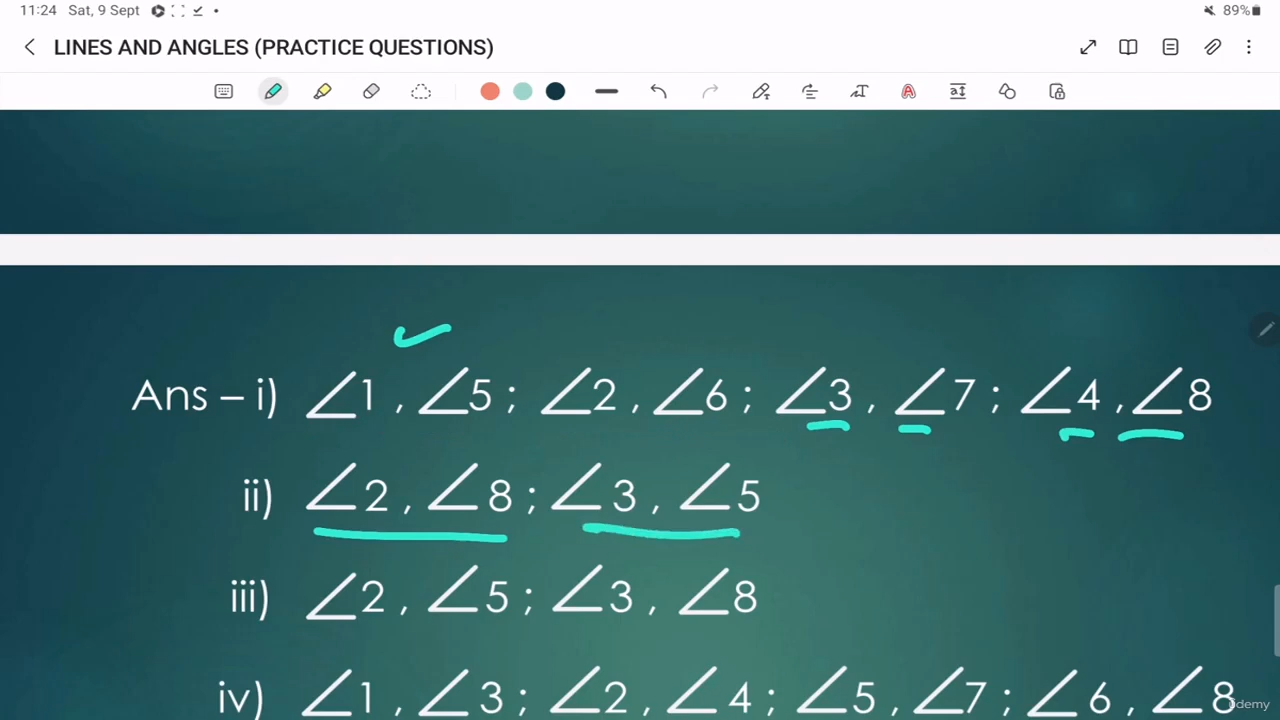 11:24 Sat, 9 Sept 89%
LINES AND ANGLES (PRACTICE QUESTIONS)
Ans – i) ∠1 , ∠5 ; ∠2 , ∠6 ; ∠3 , ∠7 ; ∠4 , ∠8
ii) ∠2 , ∠8 ; ∠3 , ∠5
iii) ∠2 , ∠5 ; ∠3 , ∠8
iv) ∠1 , ∠3 ; ∠2 , ∠4 ; ∠5 , ∠7 ; ∠6 , ∠8
Udemy